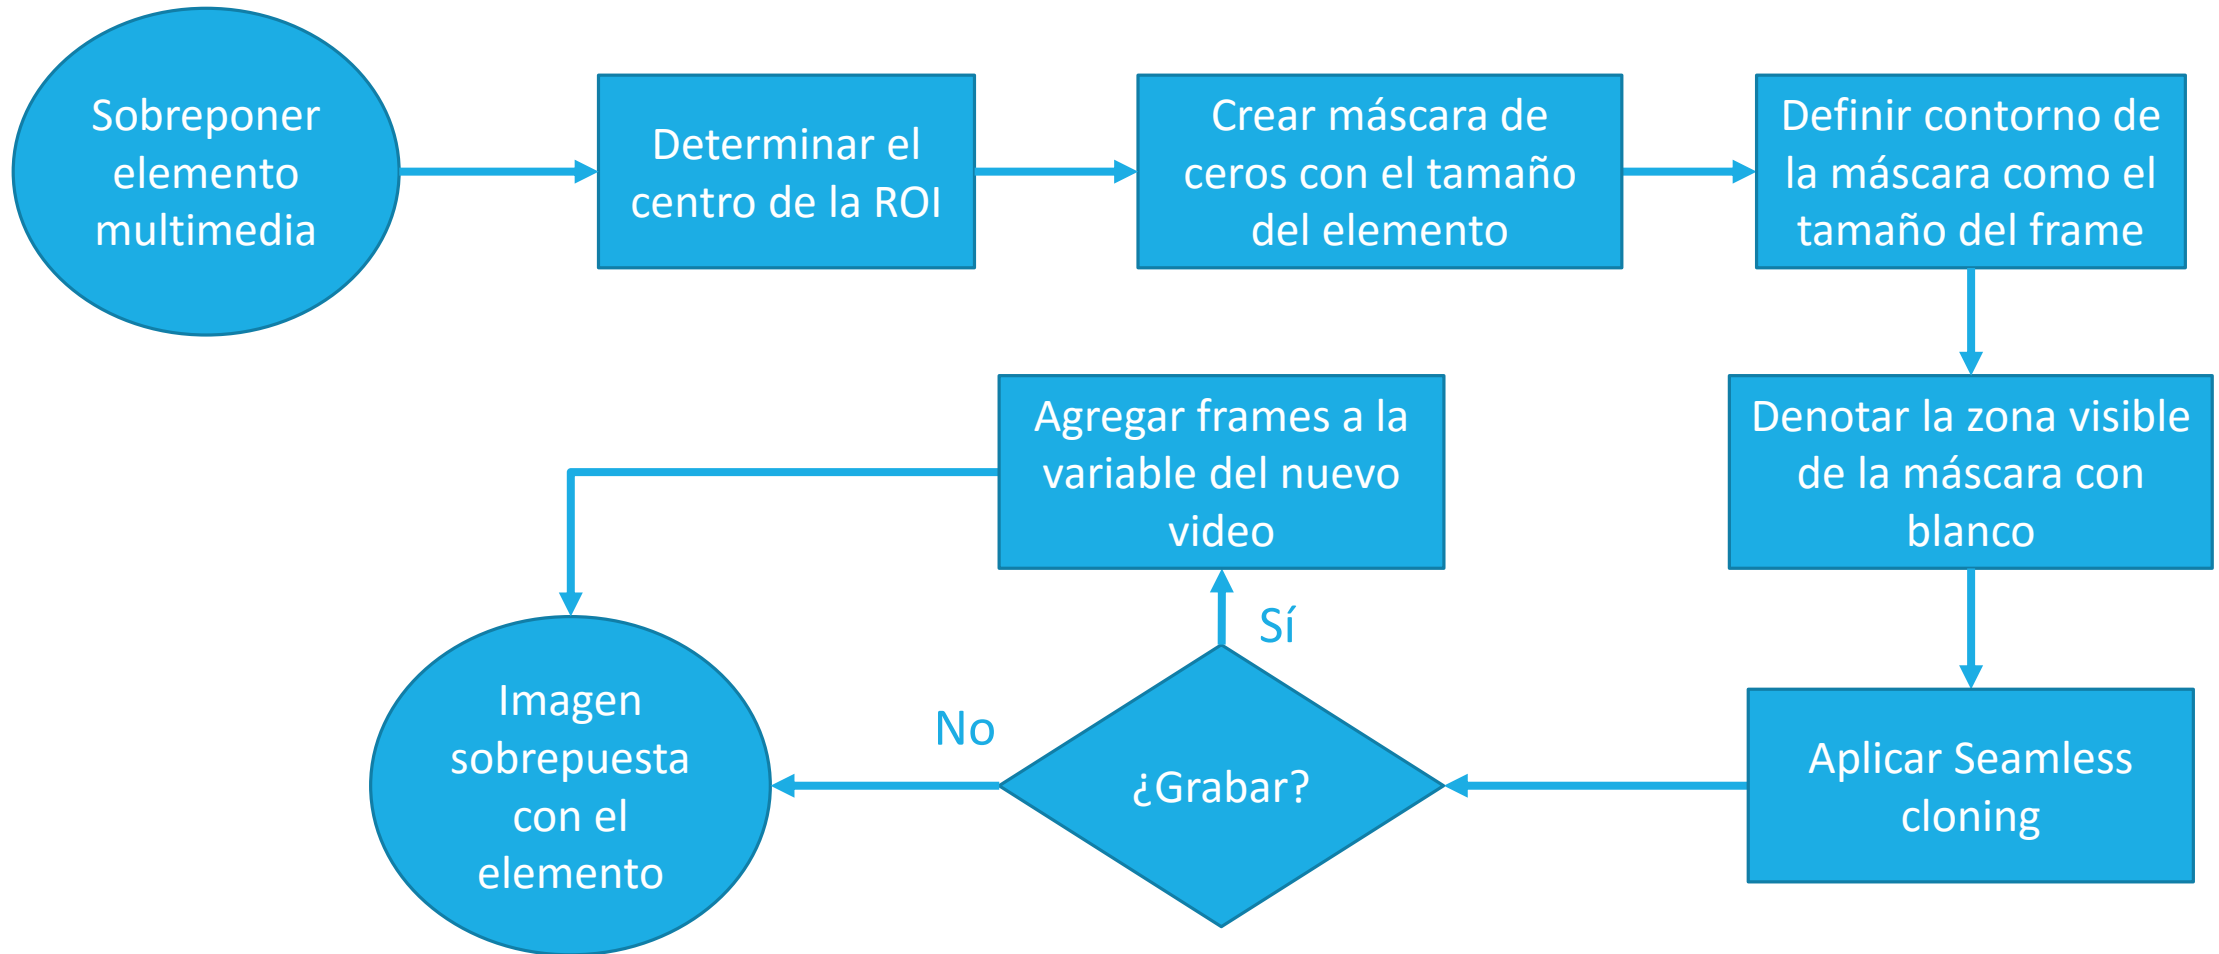 Sobreponer
elemento
multimedia
Determinar el
centro de la ROI
Crear máscara de
ceros con el tamaño
del elemento
Definir contorno de
la máscara como el
tamaño del frame
Denotar la zona visible
de la máscara con
blanco
Aplicar Seamless
cloning
¿Grabar?
Sí
Agregar frames a la
variable del nuevo
video
No
Imagen
sobrepuesta
con el
elemento